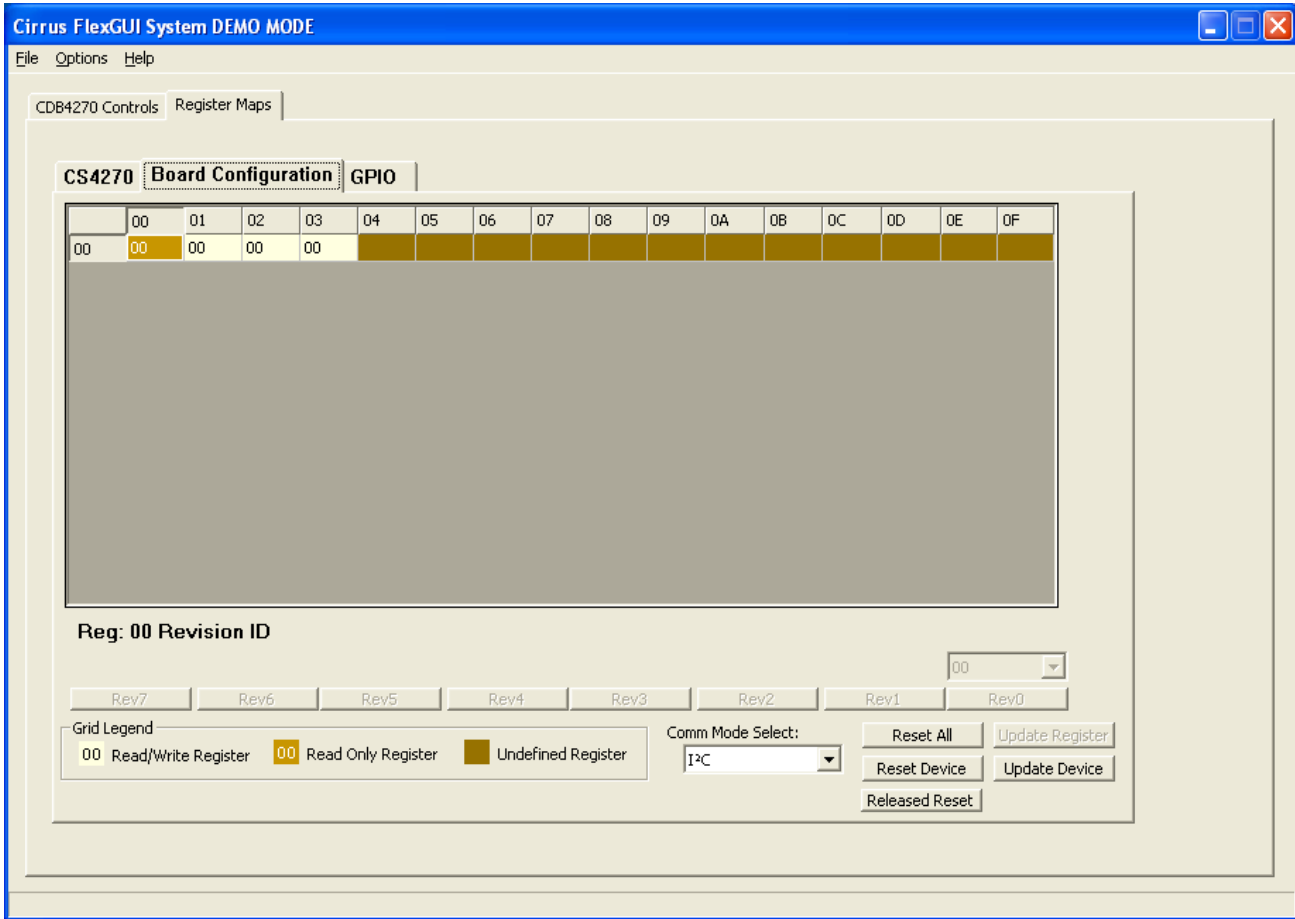 Cirrus FlexGUI System DEMO MODE
File Options Help
CDB4270 Controls Register Maps
CS4270 Board Configuration GPIO
00 01 02 03 04 05 06 07 08 09 0A 0B 0C 0D 0E 0F
00 00 00 00 00
Reg: 00 Revision ID
00
Rev7 Rev6 Rev5 Rev4 Rev3 Rev2 Rev1 Rev0
Grid Legend
00 Read/Write Register 00 Read Only Register Undefined Register
Comm Mode Select:
I²C
Reset All Update Register
Reset Device Update Device
Released Reset